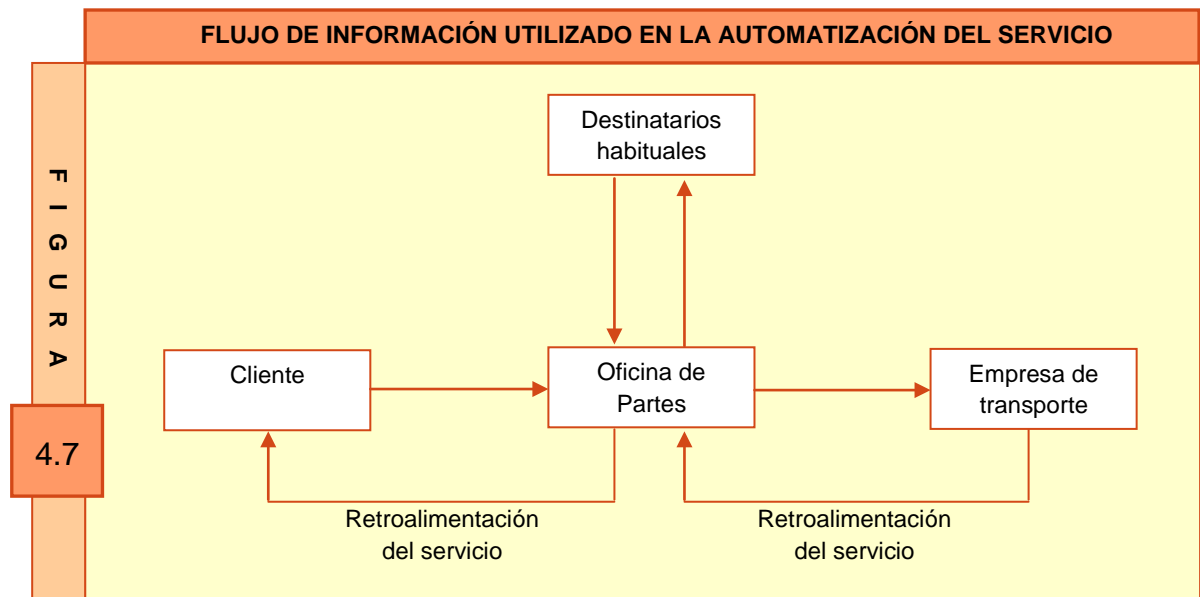 FLUJO DE INFORMACIÓN UTILIZADO EN LA AUTOMATIZACIÓN DEL SERVICIO
FIGURA
4.7
Destinatarios
habituales
Cliente
Oficina de
Partes
Empresa de
transporte
Retroalimentación
del servicio
Retroalimentación
del servicio